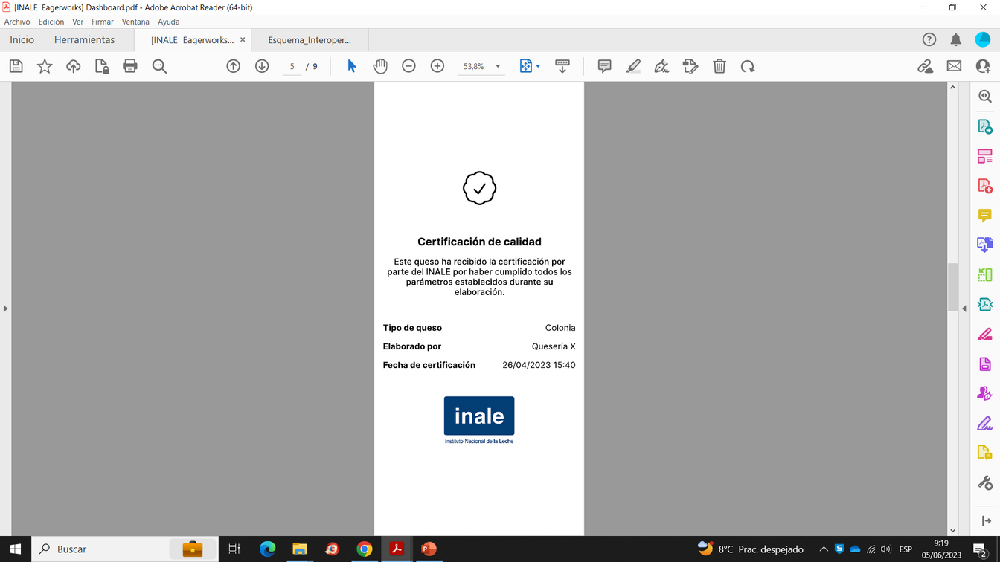 [INALE Eagerworks] Dashboard.pdf - Adobe Acrobat Reader (64-bit)
Archivo Edición Ver Firmar Ventana Ayuda
Inicio Herramientas [INALE Eagerworks... × Esquema_Interoper...
5 / 9 53,8%
Certificación de calidad
Este queso ha recibido la certificación por
parte del INALE por haber cumplido todos los
parámetros establecidos durante su
elaboración.
Tipo de queso Colonia
Elaborado por Quesería X
Fecha de certificación 26/04/2023 15:40
inale
Instituto Nacional de la Leche
Buscar
8°C Prac. despejado
ESP
9:19
05/06/2023
2